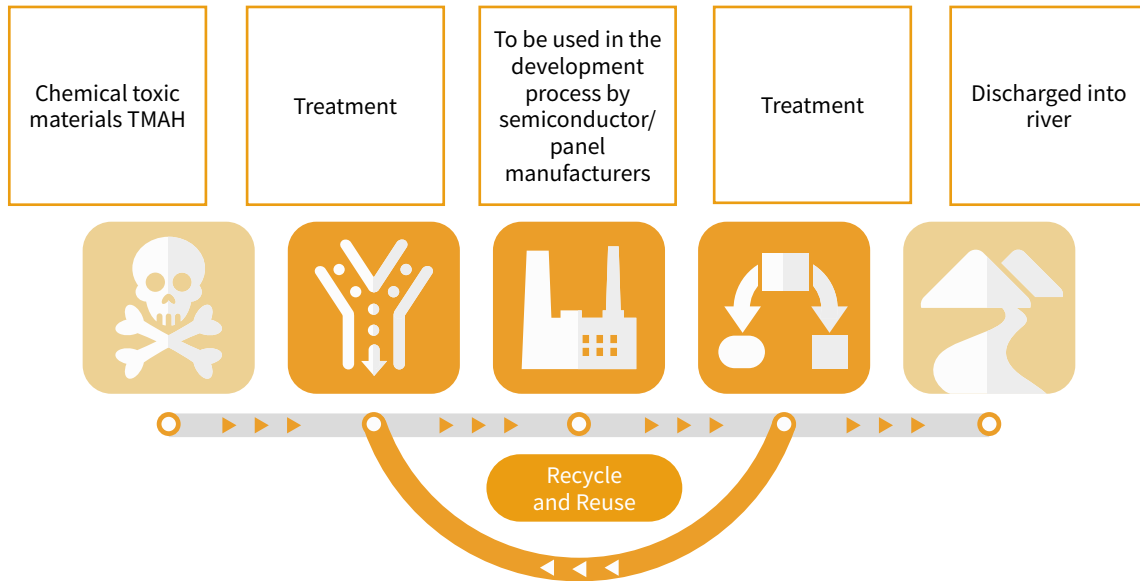 Chemical toxic
materials TMAH
Treatment
To be used in the
development
process by
semiconductor/
panel
manufacturers
Treatment
Discharged into
river
Recycle
and Reuse